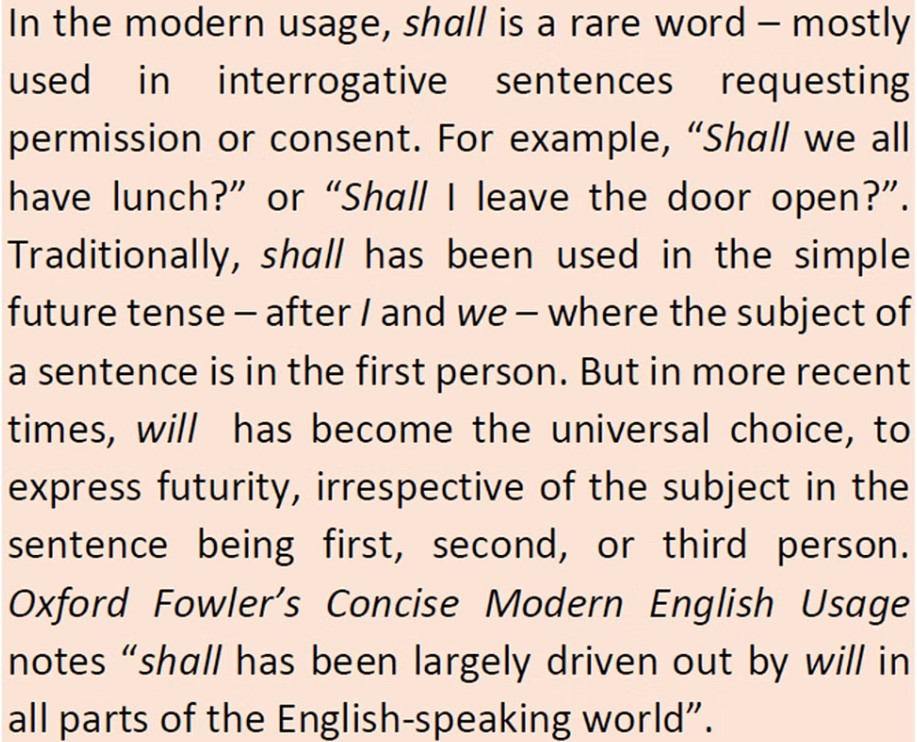 In the modern usage, shall is a rare word – mostly
used in interrogative sentences requesting
permission or consent. For example, “Shall we all
have lunch?” or “Shall I leave the door open?”.
Traditionally, shall has been used in the simple
future tense – after I and we – where the subject of
a sentence is in the first person. But in more recent
times, will has become the universal choice, to
express futurity, irrespective of the subject in the
sentence being first, second, or third person.
Oxford Fowler’s Concise Modern English Usage
notes “shall has been largely driven out by will in
all parts of the English-speaking world”.